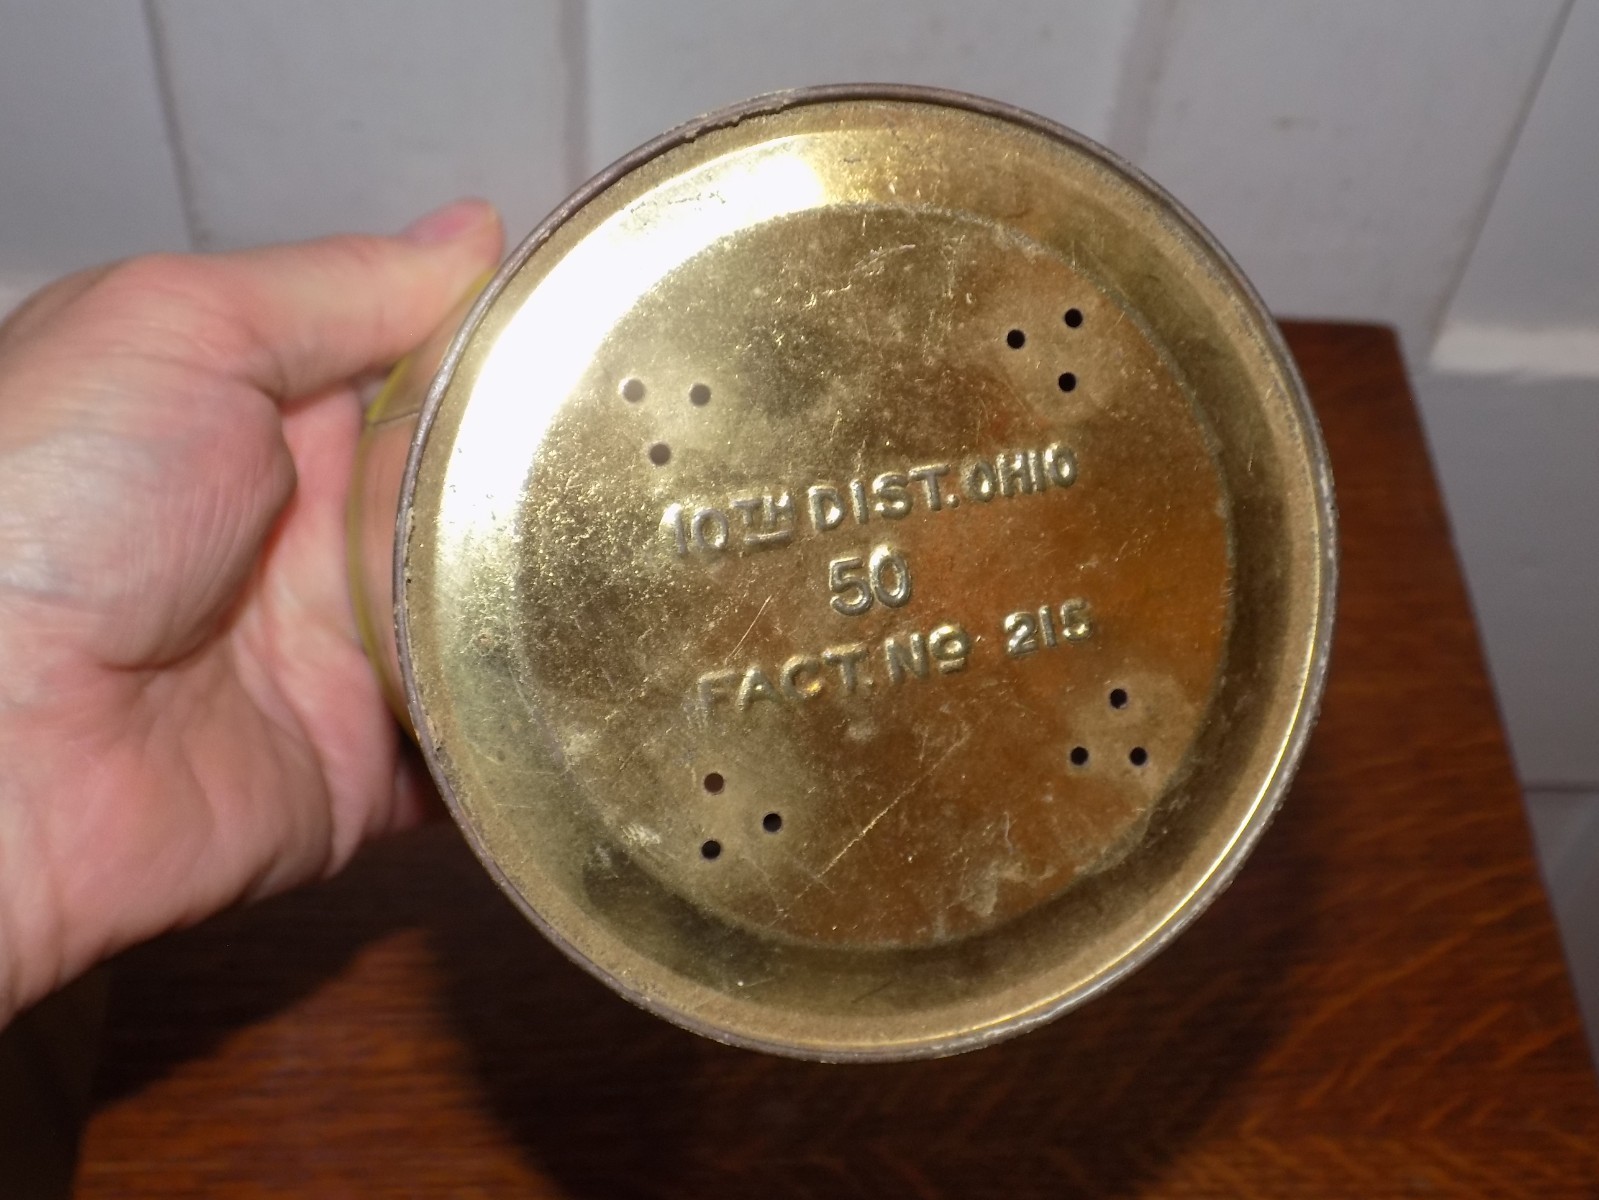 10TH DIST. OHIO
50
FACT. No 215